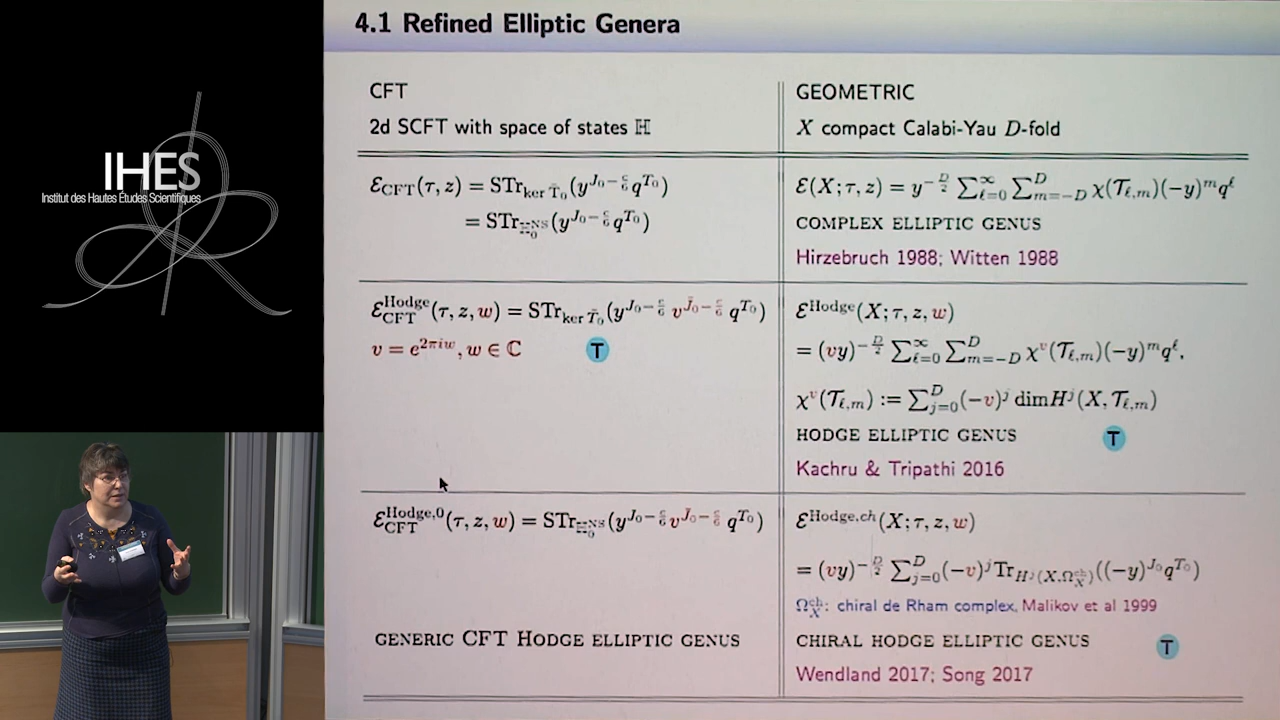 IHES
Institut des Hautes Études Scientifiques
4.1 Refined Elliptic Genera
CFT
2d SCFT with space of states ℍ
GEOMETRIC
X compact Calabi-Yau D-fold
ℰ_CFT(τ, z) = STr_{ker T̄₀}(y^{J₀−c/6} q^{T₀})
= STr_{ℍ₀^NS}(y^{J₀−c/6} q^{T₀})
ℰ(X; τ, z) = y^{−D/2} ∑_{ℓ=0}^{∞} ∑_{m=−D}^{D} χ(𝒯_{ℓ,m})(−y)^m q^ℓ
COMPLEX ELLIPTIC GENUS
Hirzebruch 1988; Witten 1988
ℰ_CFT^Hodge(τ, z, w) = STr_{ker T̄₀}(y^{J₀−c/6} v^{J̄₀−c/6} q^{T₀})
v = e^{2πiw}, w ∈ ℂ
T
ℰ^Hodge(X; τ, z, w)
= (vy)^{−D/2} ∑_{ℓ=0}^{∞} ∑_{m=−D}^{D} χ^v(𝒯_{ℓ,m})(−y)^m q^ℓ.
χ^v(𝒯_{ℓ,m}) := ∑_{j=0}^{D} (−v)^j dim H^j(X, 𝒯_{ℓ,m})
HODGE ELLIPTIC GENUS
T
Kachru & Tripathi 2016
ℰ_CFT^{Hodge,0}(τ, z, w) = STr_{ℍ₀^NS}(y^{J₀−c/6} v^{J̄₀−c/6} q^{T₀})
GENERIC CFT HODGE ELLIPTIC GENUS
ℰ^{Hodge,ch}(X; τ, z, w)
= (vy)^{−D/2} ∑_{j=0}^{D} (−v)^j Tr_{H^j(X,Ω_X^ch)}((−y)^{J₀} q^{T₀})
Ω_X^ch: chiral de Rham complex, Malikov et al 1999
CHIRAL HODGE ELLIPTIC GENUS
T
Wendland 2017; Song 2017